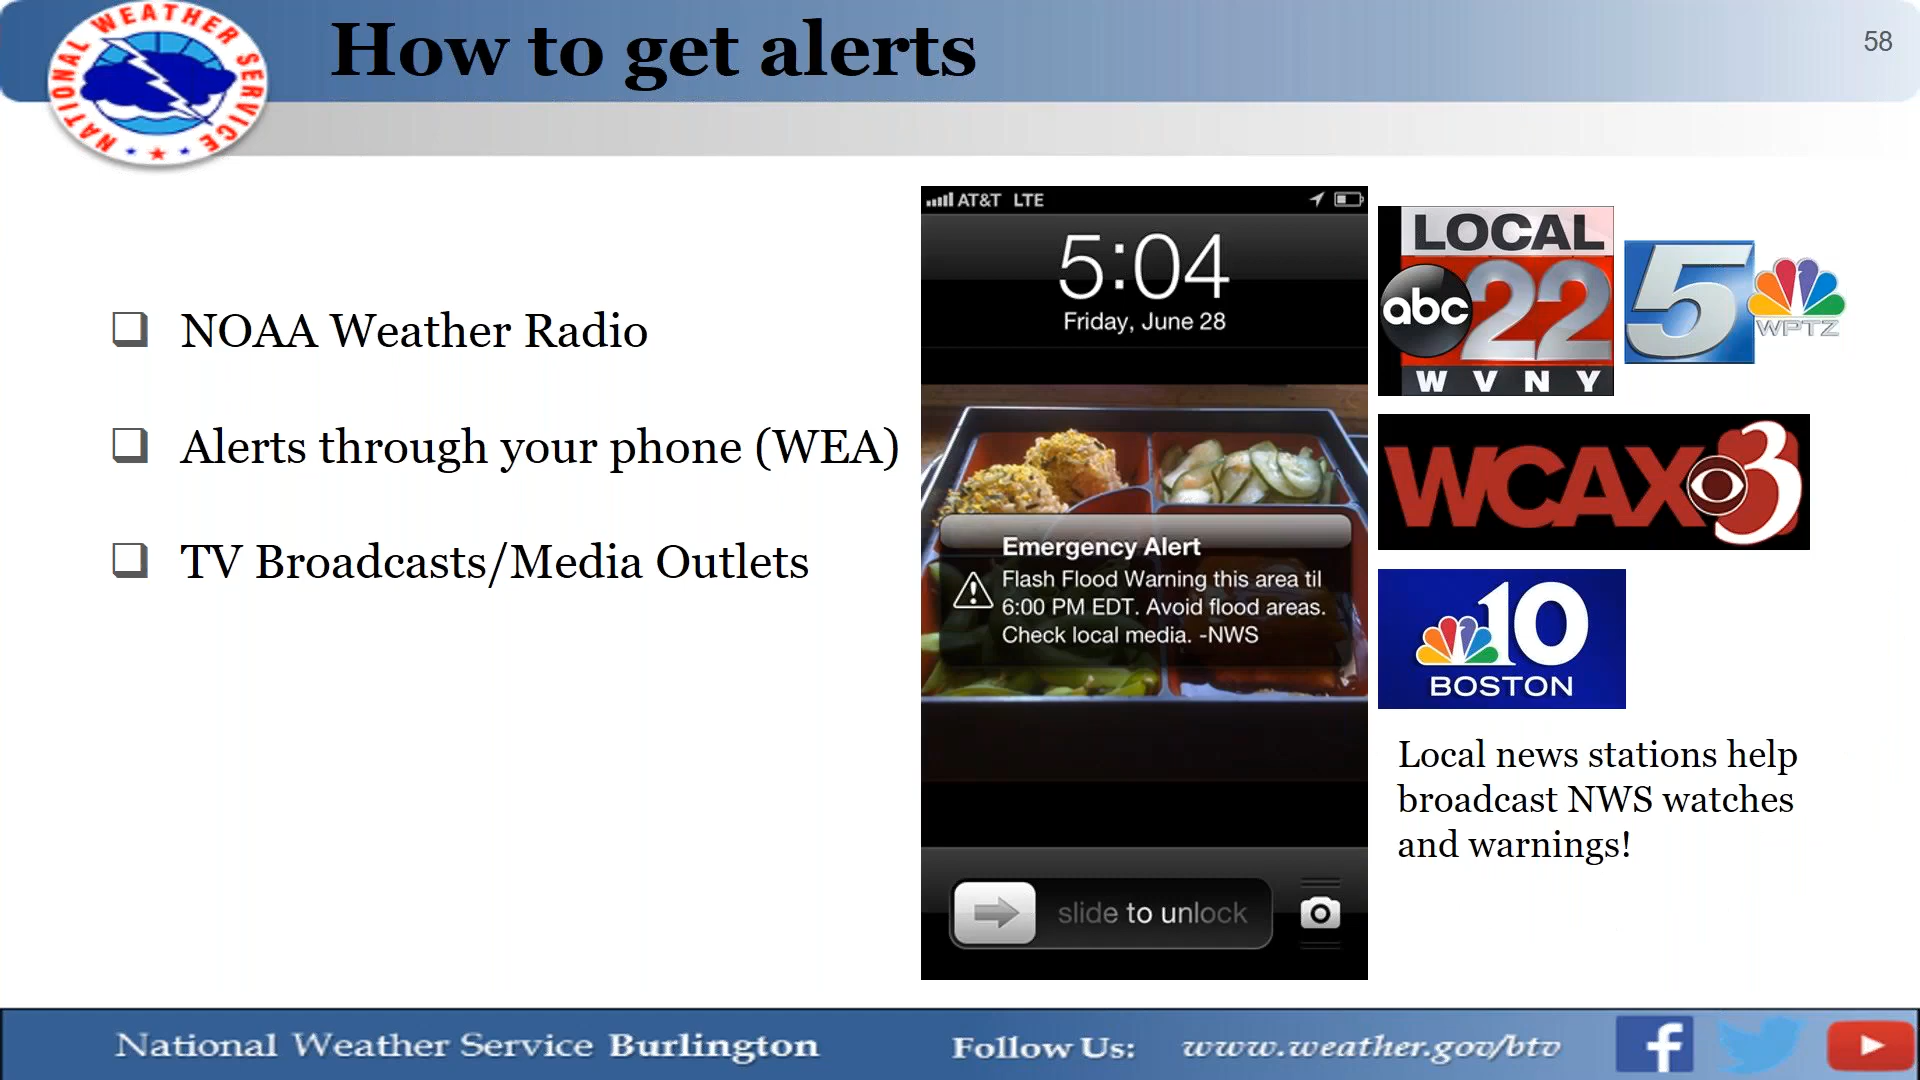 NATIONAL WEATHER SERVICE
How to get alerts
58
❑ NOAA Weather Radio
❑ Alerts through your phone (WEA)
❑ TV Broadcasts/Media Outlets
AT&T LTE
5:04
Friday, June 28
Emergency Alert
Flash Flood Warning this area til
6:00 PM EDT. Avoid flood areas.
Check local media. -NWS
slide to unlock
LOCAL
abc 22
WVNY
5
WPTZ
WCAX 3
10
BOSTON
Local news stations help
broadcast NWS watches
and warnings!
National Weather Service Burlington
Follow Us: www.weather.gov/btv
f